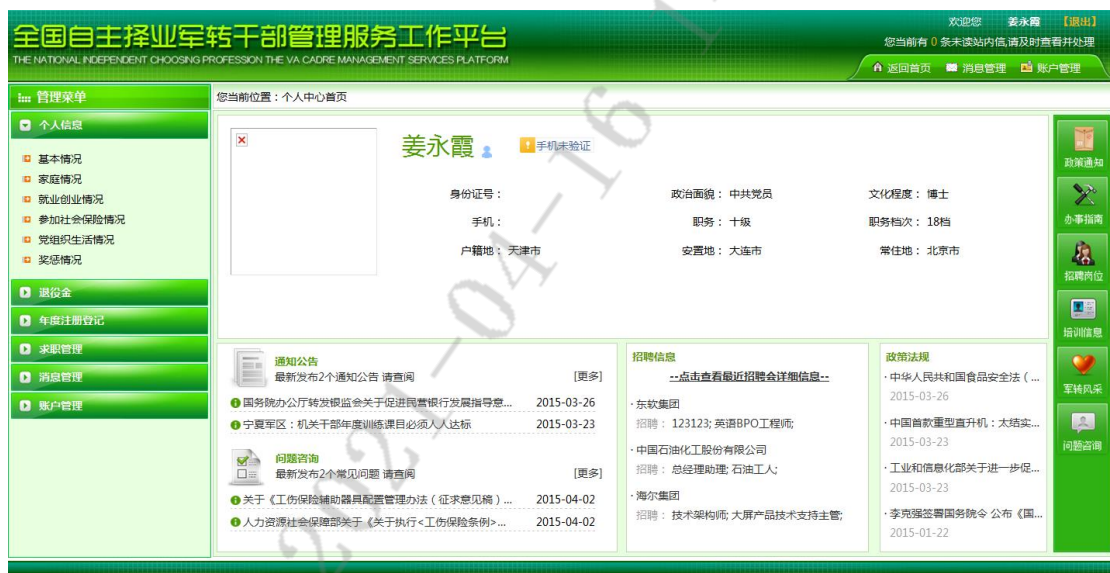 全国自主择业军转干部管理服务工作平台
THE NATIONAL INDEPENDENT CHOOSING PROFESSION THE VA CADRE MANAGEMENT SERVICES PLATFORM
欢迎您 姜永霞 【退出】
您当前有 0 条未读站内信,请及时查看并处理
返回首页 消息管理 账户管理
管理菜单
个人信息
基本情况
家庭情况
就业创业情况
参加社会保险情况
党组织生活情况
奖惩情况
退役金
年度注册登记
求职管理
消息管理
账户管理
您当前位置：个人中心首页
姜永霞 手机未验证
身份证号： 政治面貌：中共党员 文化程度：博士
手机： 职务：十级 职务档次：18档
户籍地：天津市 安置地：大连市 常住地：北京市
通知公告
最新发布2个通知公告 请查阅 [更多]
国务院办公厅转发银监会关于促进民营银行发展指导意... 2015-03-26
宁夏军区：机关干部年度训练课目必须人人达标 2015-03-23
问题咨询
最新发布2个常见问题 请查阅 [更多]
关于《工伤保险辅助器具配置管理办法（征求意见稿）... 2015-04-02
人力资源社会保障部关于《关于执行<工伤保险条例>... 2015-04-02
招聘信息
--点击查看最近招聘会详细信息--
·东软集团
招聘： 123123; 英语BPO工程师;
·中国石油化工股份有限公司
招聘： 总经理助理; 石油工人;
·海尔集团
招聘： 技术架构师; 大屏产品技术支持主管;
政策法规
·中华人民共和国食品安全法（...
2015-03-26
·中国首款重型直升机：太结实...
2015-03-23
·工业和信息化部关于进一步促...
2015-03-23
·李克强签署国务院令 公布《国...
2015-01-22
政策通知
办事指南
招聘岗位
培训信息
军转风采
问题咨询